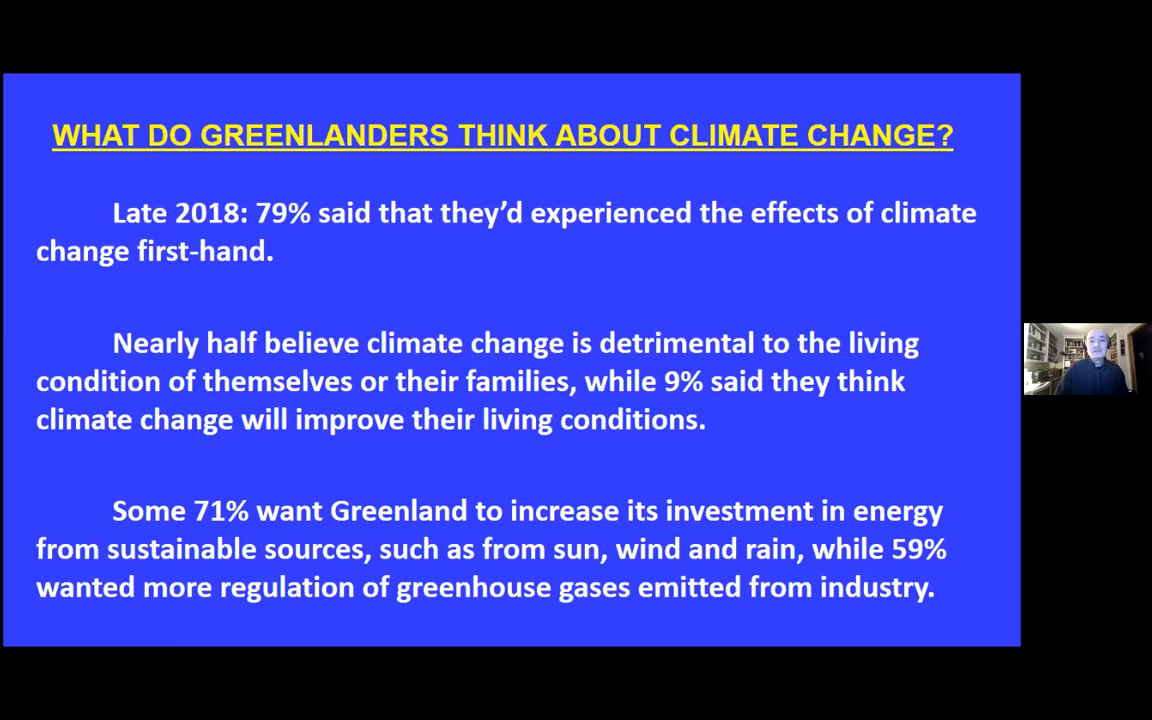 WHAT DO GREENLANDERS THINK ABOUT CLIMATE CHANGE?
Late 2018: 79% said that they’d experienced the effects of climate
change first-hand.
Nearly half believe climate change is detrimental to the living
condition of themselves or their families, while 9% said they think
climate change will improve their living conditions.
Some 71% want Greenland to increase its investment in energy
from sustainable sources, such as from sun, wind and rain, while 59%
wanted more regulation of greenhouse gases emitted from industry.